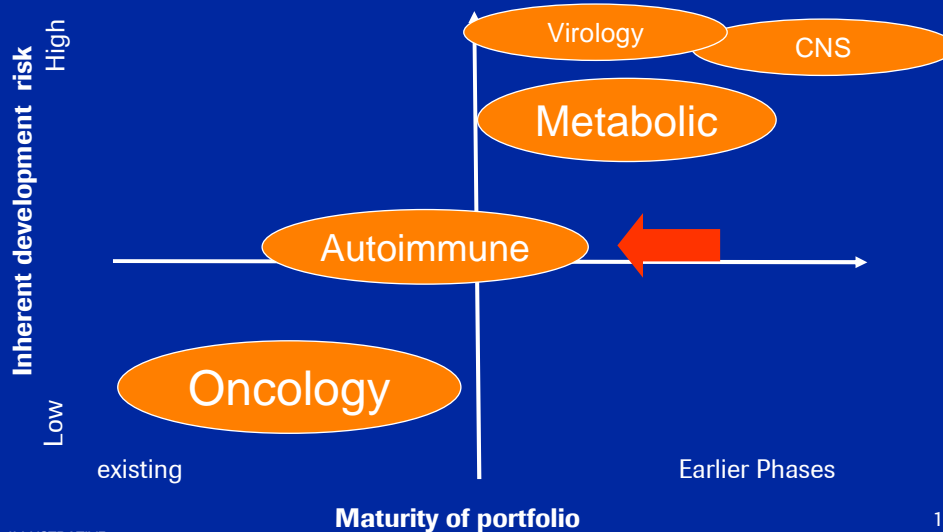 High
Inherent development risk
Low
Virology
CNS
Metabolic
Autoimmune
Oncology
existing
Earlier Phases
Maturity of portfolio
1